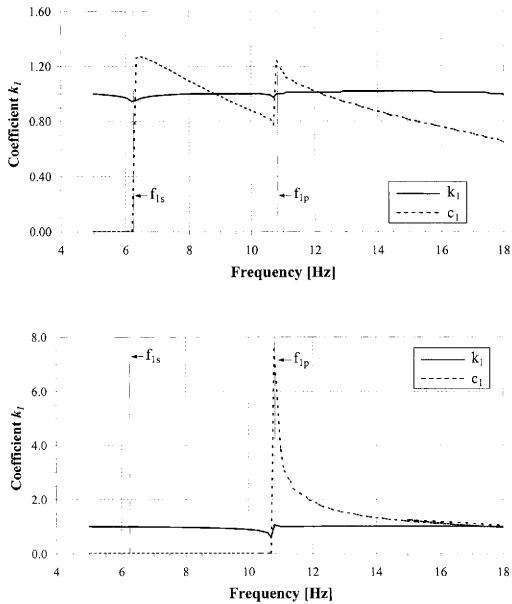 1.60
1.20
0.80
0.40
0.00
Coefficient k1
f1s
f1p
k1
c1
4 6 8 10 12 14 16 18
Frequency [Hz]
8.0
6.0
4.0
2.0
0.0
Coefficient k1
f1s
f1p
k1
c1
4 6 8 10 12 14 16 18
Frequency [Hz]